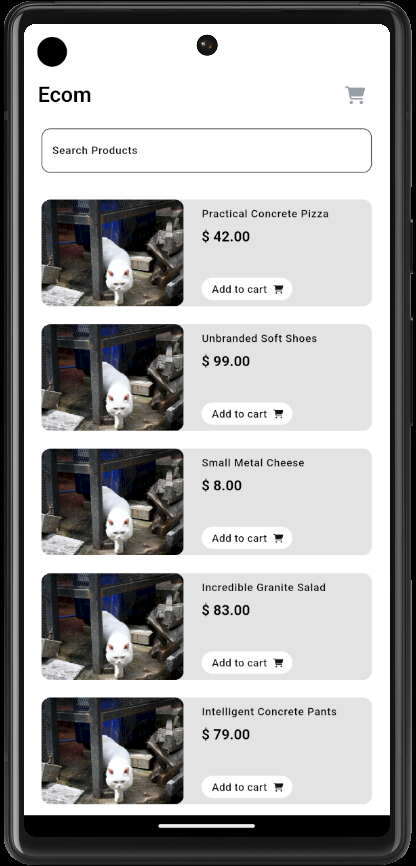 Ecom
Search Products
Practical Concrete Pizza
$ 42.00
Add to cart
Unbranded Soft Shoes
$ 99.00
Add to cart
Small Metal Cheese
$ 8.00
Add to cart
Incredible Granite Salad
$ 83.00
Add to cart
Intelligent Concrete Pants
$ 79.00
Add to cart